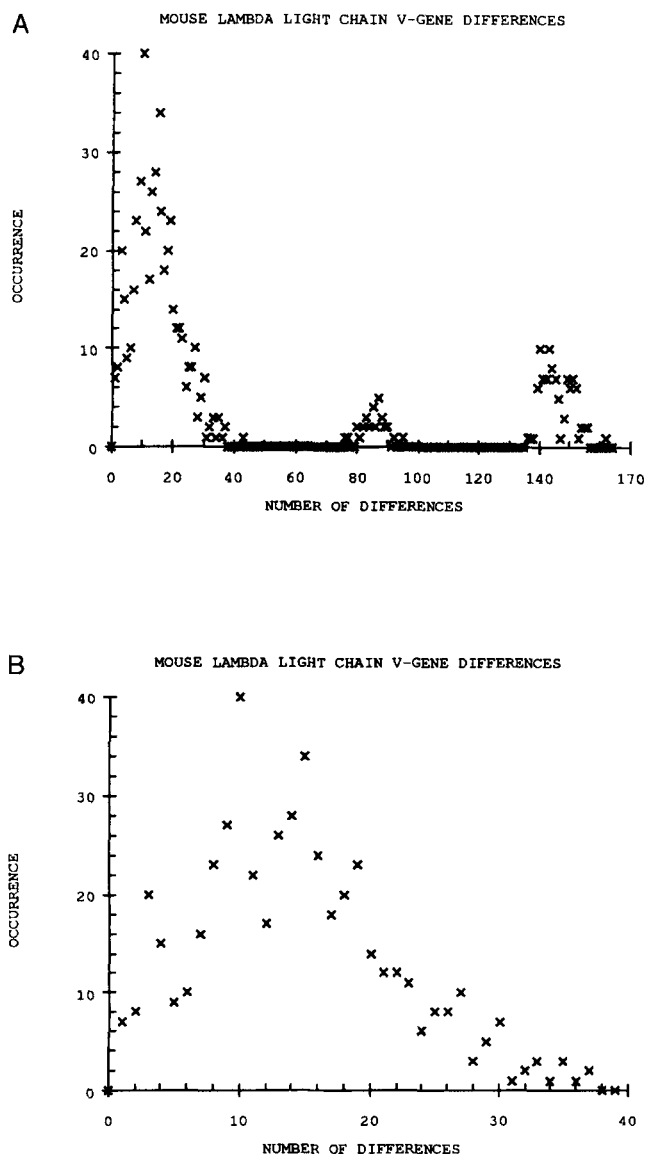 A
MOUSE LAMBDA LIGHT CHAIN V-GENE DIFFERENCES
40
30
20
10
0
OCCURRENCE
0 20 40 60 80 100 120 140 170
NUMBER OF DIFFERENCES
B
MOUSE LAMBDA LIGHT CHAIN V-GENE DIFFERENCES
40
30
20
10
0
OCCURRENCE
0 10 20 30 40
NUMBER OF DIFFERENCES